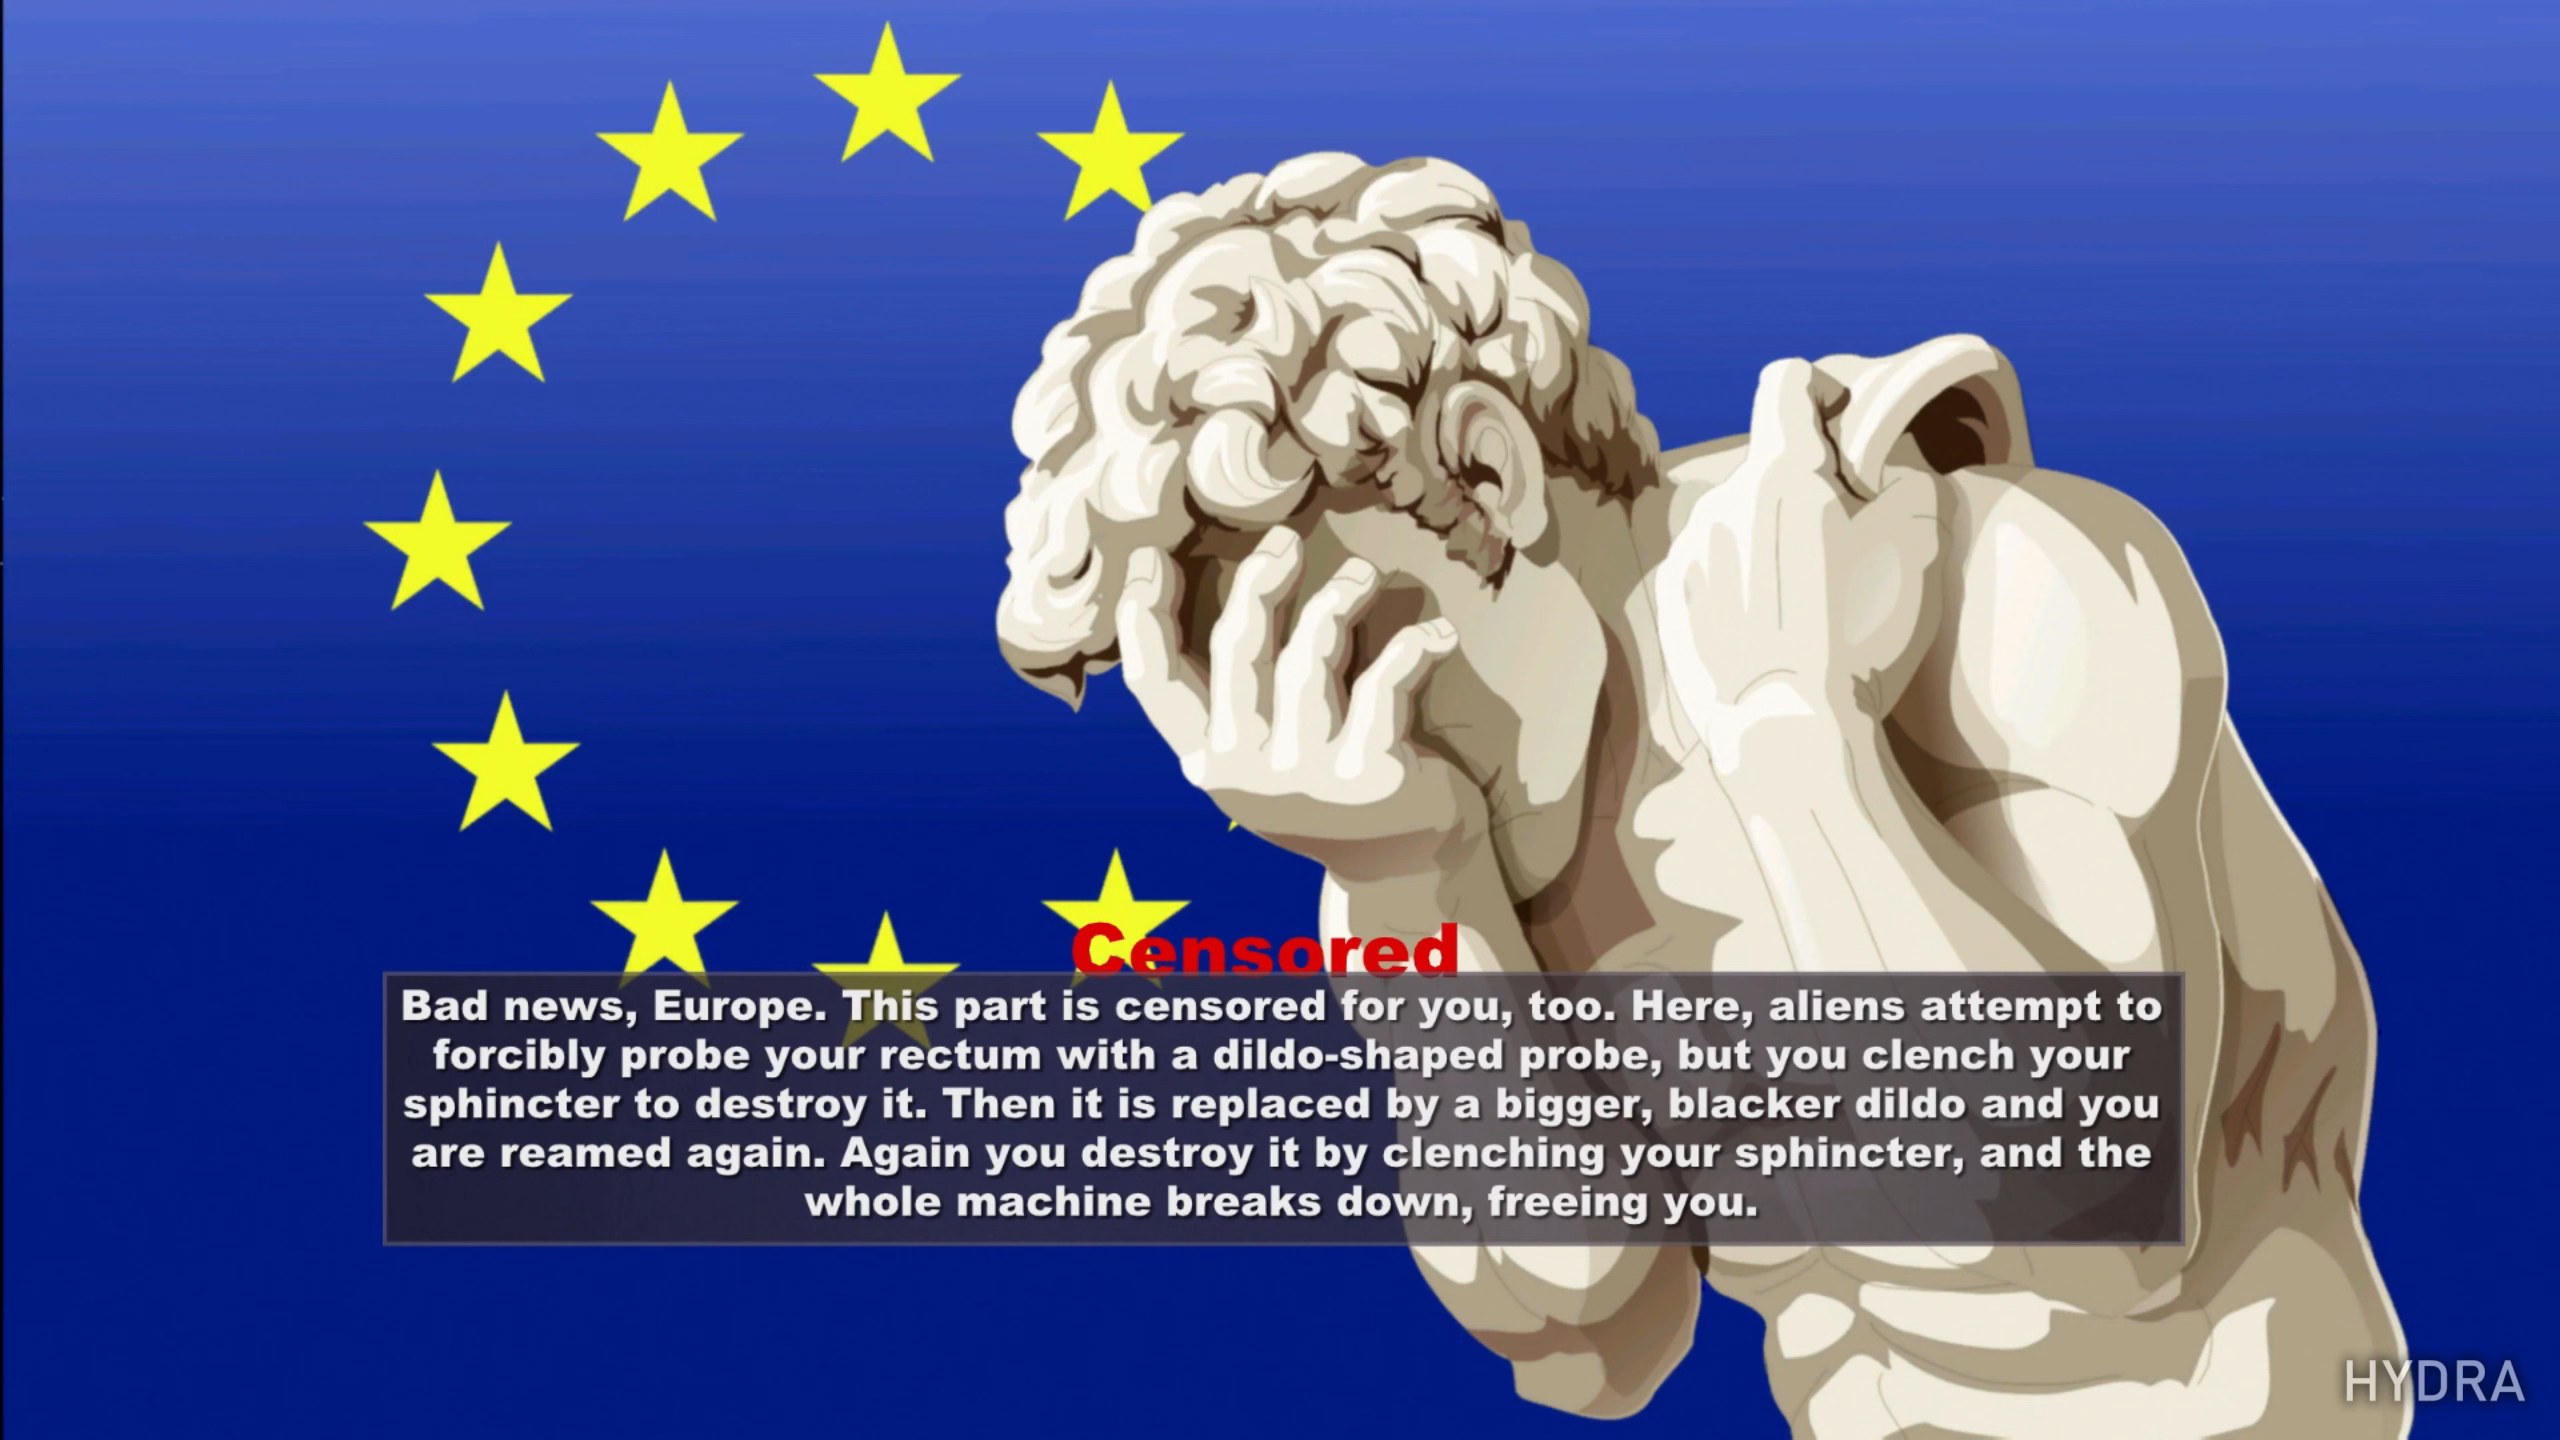 Censored
Bad news, Europe. This part is censored for you, too. Here, aliens attempt to
forcibly probe your rectum with a dildo-shaped probe, but you clench your
sphincter to destroy it. Then it is replaced by a bigger, blacker dildo and you
are reamed again. Again you destroy it by clenching your sphincter, and the
whole machine breaks down, freeing you.
HYDRA